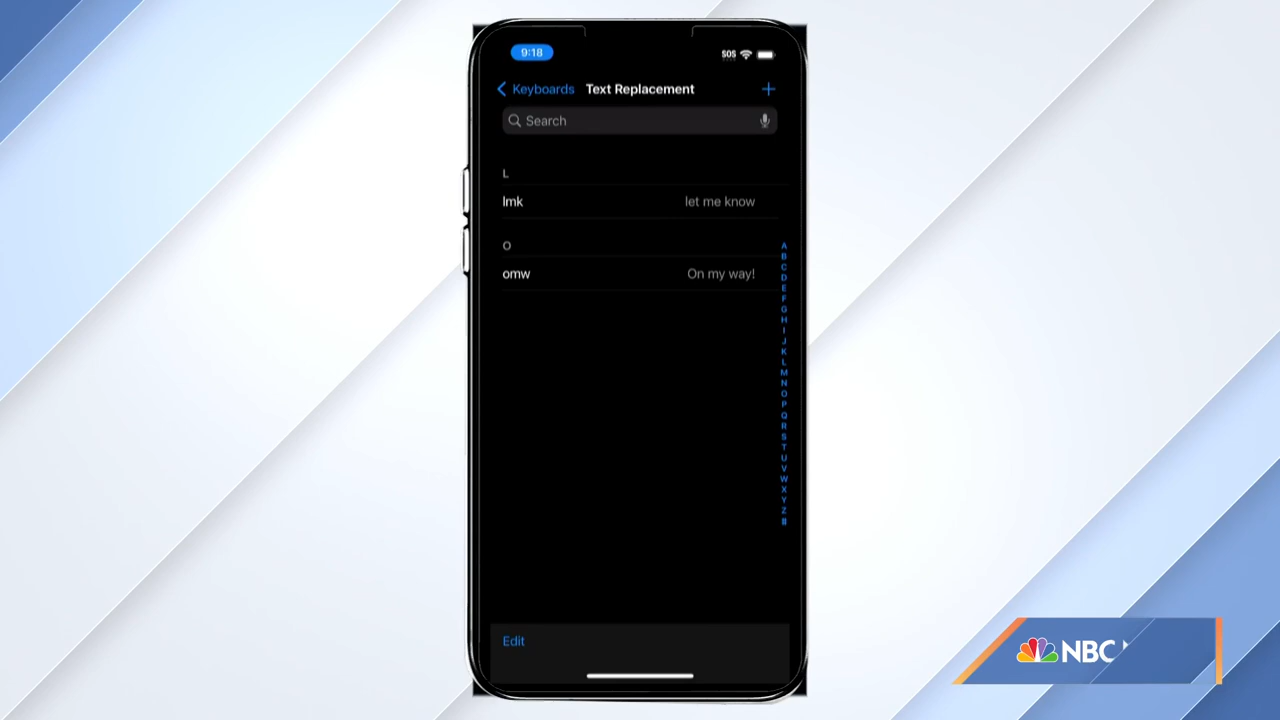 9:18
SOS
Keyboards
Text Replacement
+
Search
L
lmk
let me know
O
omw
On my way!
A
B
C
D
E
F
G
H
I
J
K
L
M
N
O
P
Q
R
S
T
U
V
W
X
Y
Z
#
Edit
NBC